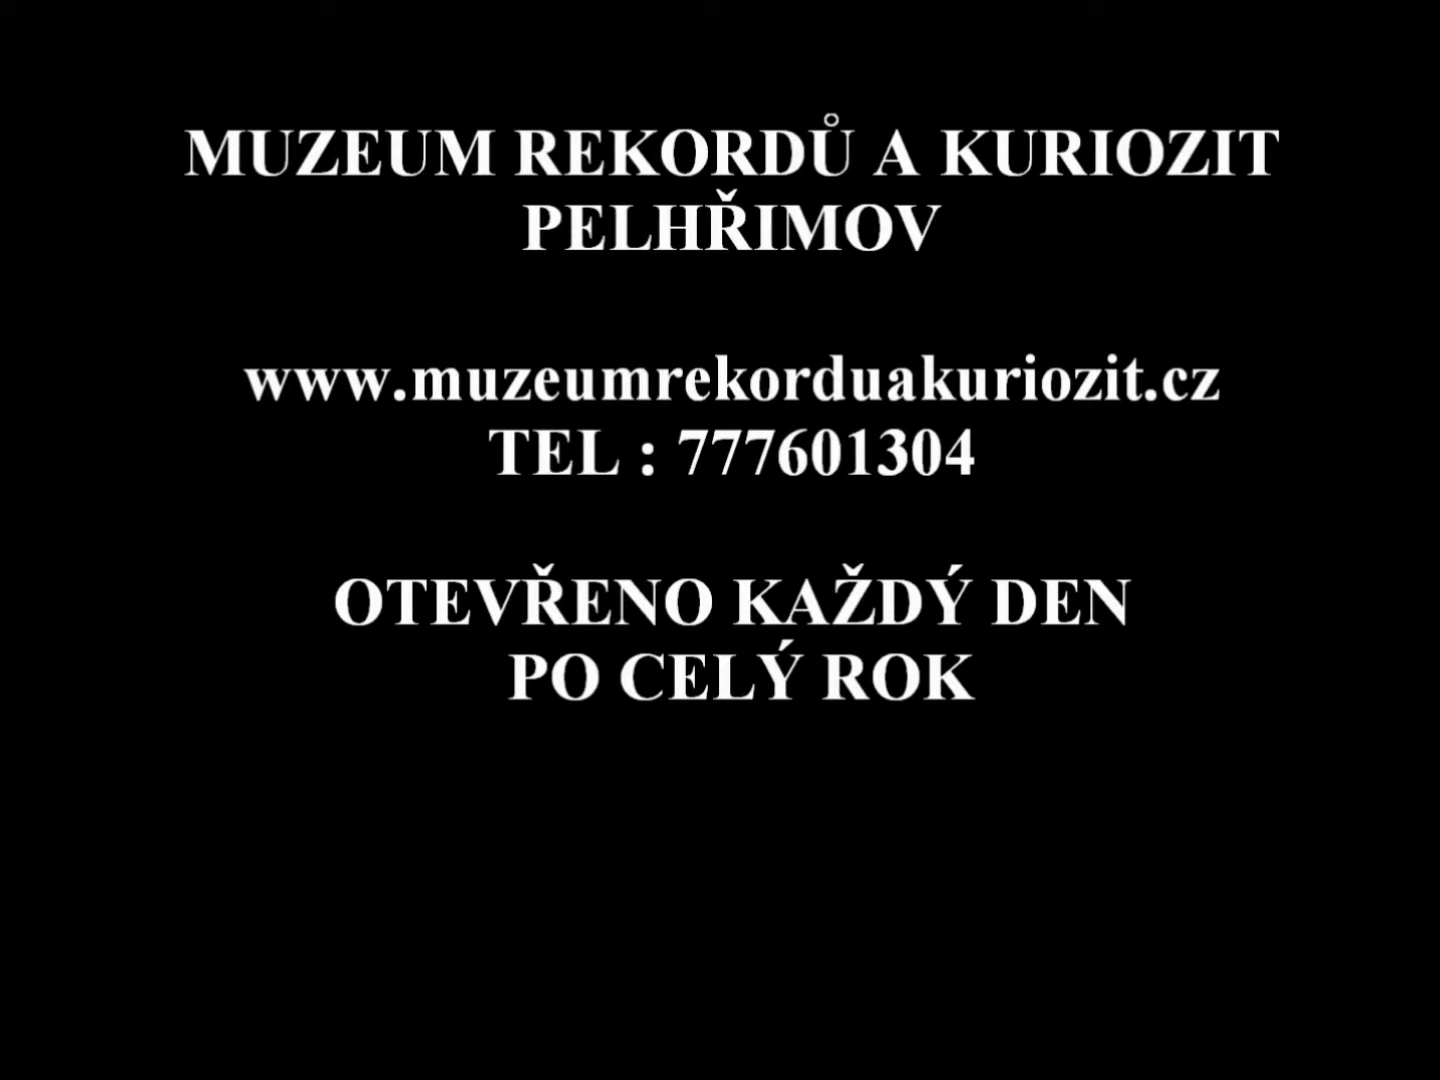 MUZEUM REKORDŮ A KURIOZIT
PELHŘIMOV
www.muzeumrekorduakuriozit.cz
TEL : 777601304
OTEVŘENO KAŽDÝ DEN
PO CELÝ ROK